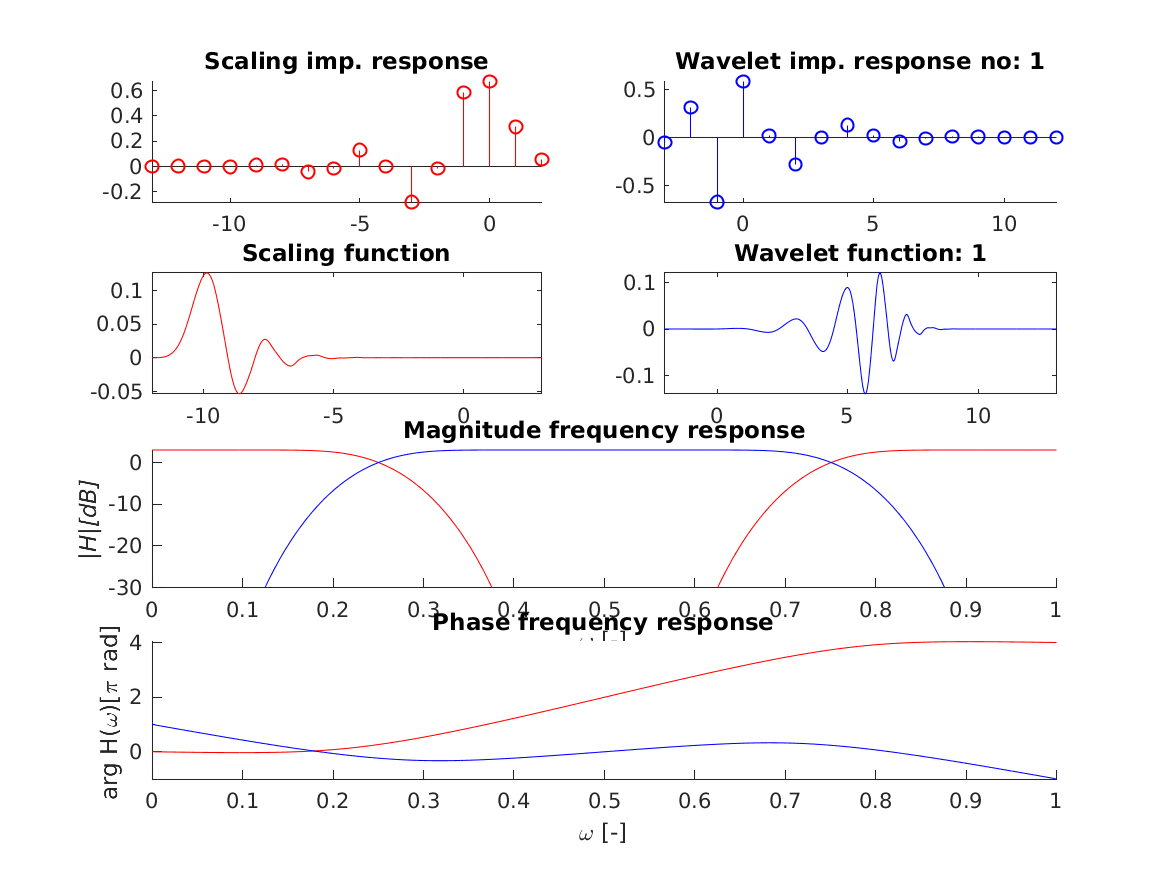 Scaling imp. response
0.6
0.4
0.2
0
-0.2
-10 -5 0
Wavelet imp. response no: 1
0.5
0
-0.5
0 5 10
Scaling function
0.1
0.05
0
-0.05
-10 -5 0
Wavelet function: 1
0.1
0
-0.1
0 5 10
Magnitude frequency response
|H|[dB]
0
-10
-20
-30
0 0.1 0.2 0.3 0.4 0.5 0.6 0.7 0.8 0.9 1
ω [-]
Phase frequency response
arg H(ω)[π rad]
4
2
0
0 0.1 0.2 0.3 0.4 0.5 0.6 0.7 0.8 0.9 1
ω [-]